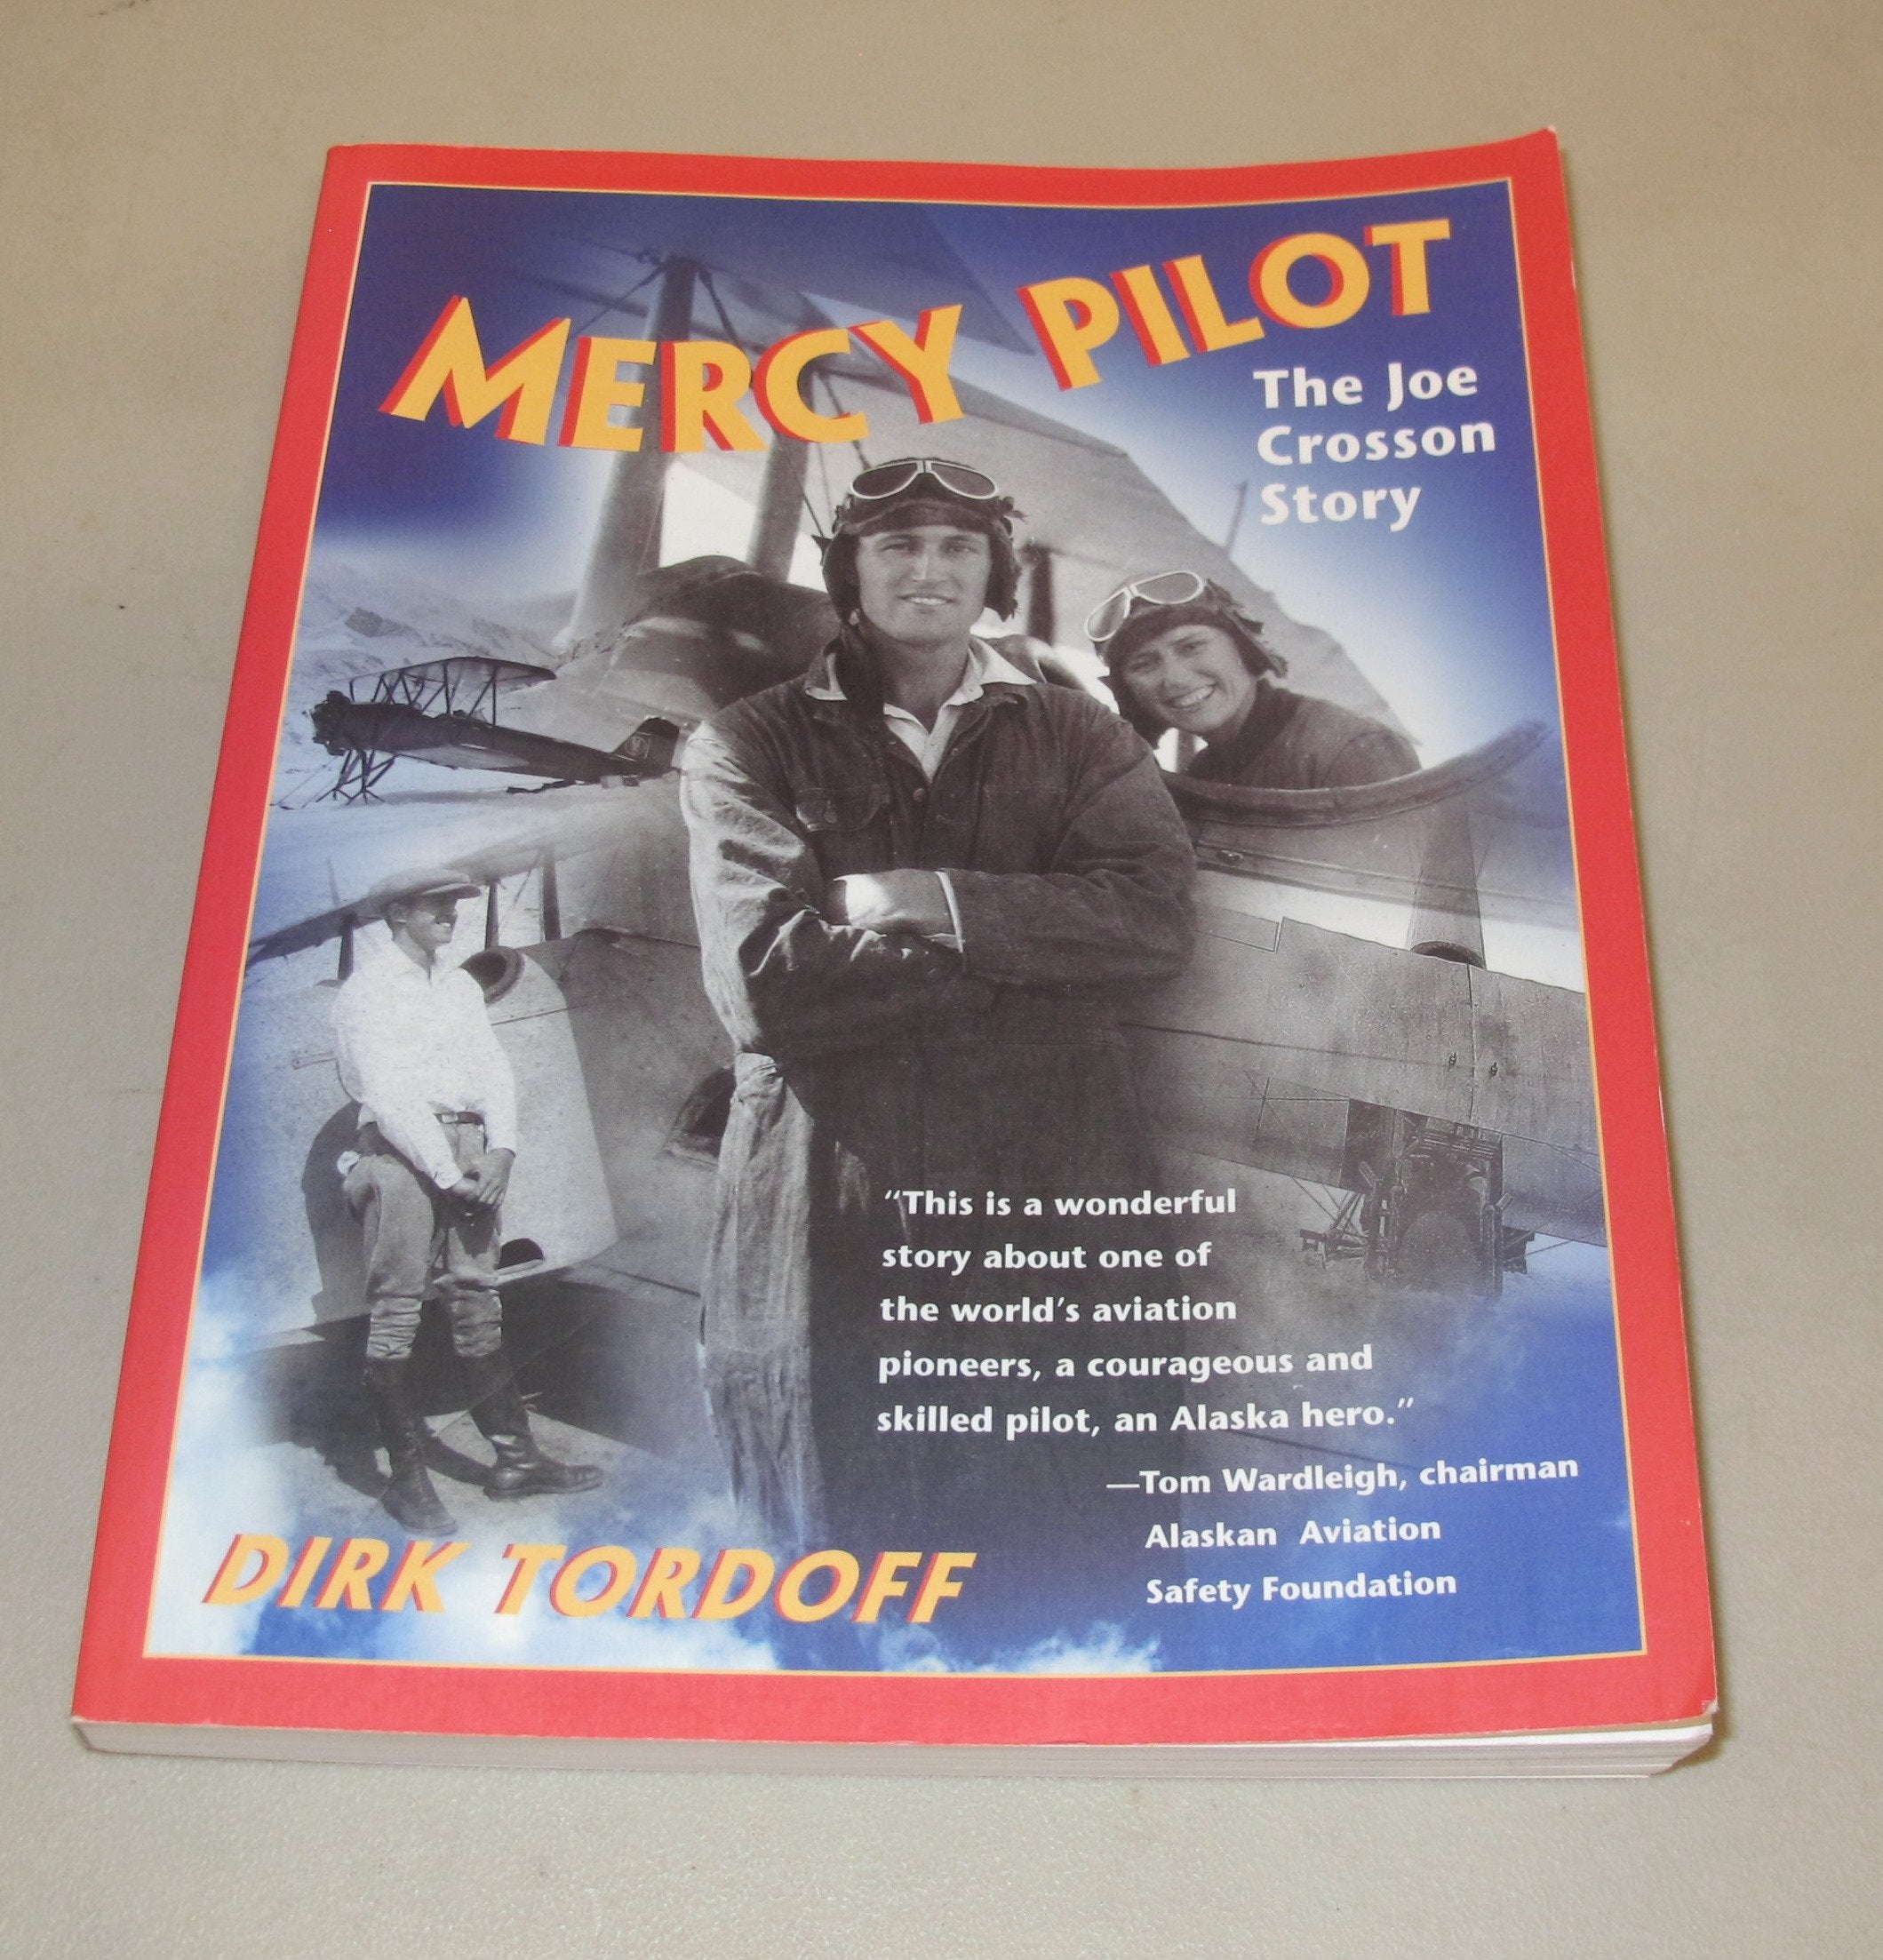 MERCY PILOT
The Joe
Crosson
Story
“This is a wonderful
story about one of
the world’s aviation
pioneers, a courageous and
skilled pilot, an Alaska hero.”
—Tom Wardleigh, chairman
Alaskan Aviation
Safety Foundation
DIRK TORDOFF